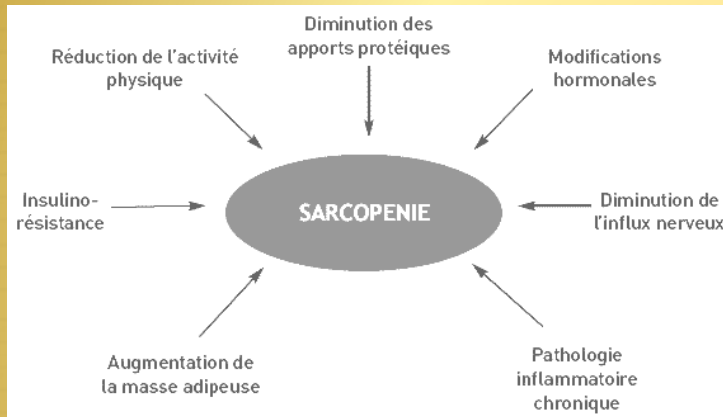 Diminution des
apports protéiques
Réduction de l'activité
physique
Modifications
hormonales
Insulino-
résistance
SARCOPENIE
Diminution de
l'influx nerveux
Augmentation de
la masse adipeuse
Pathologie
inflammatoire
chronique